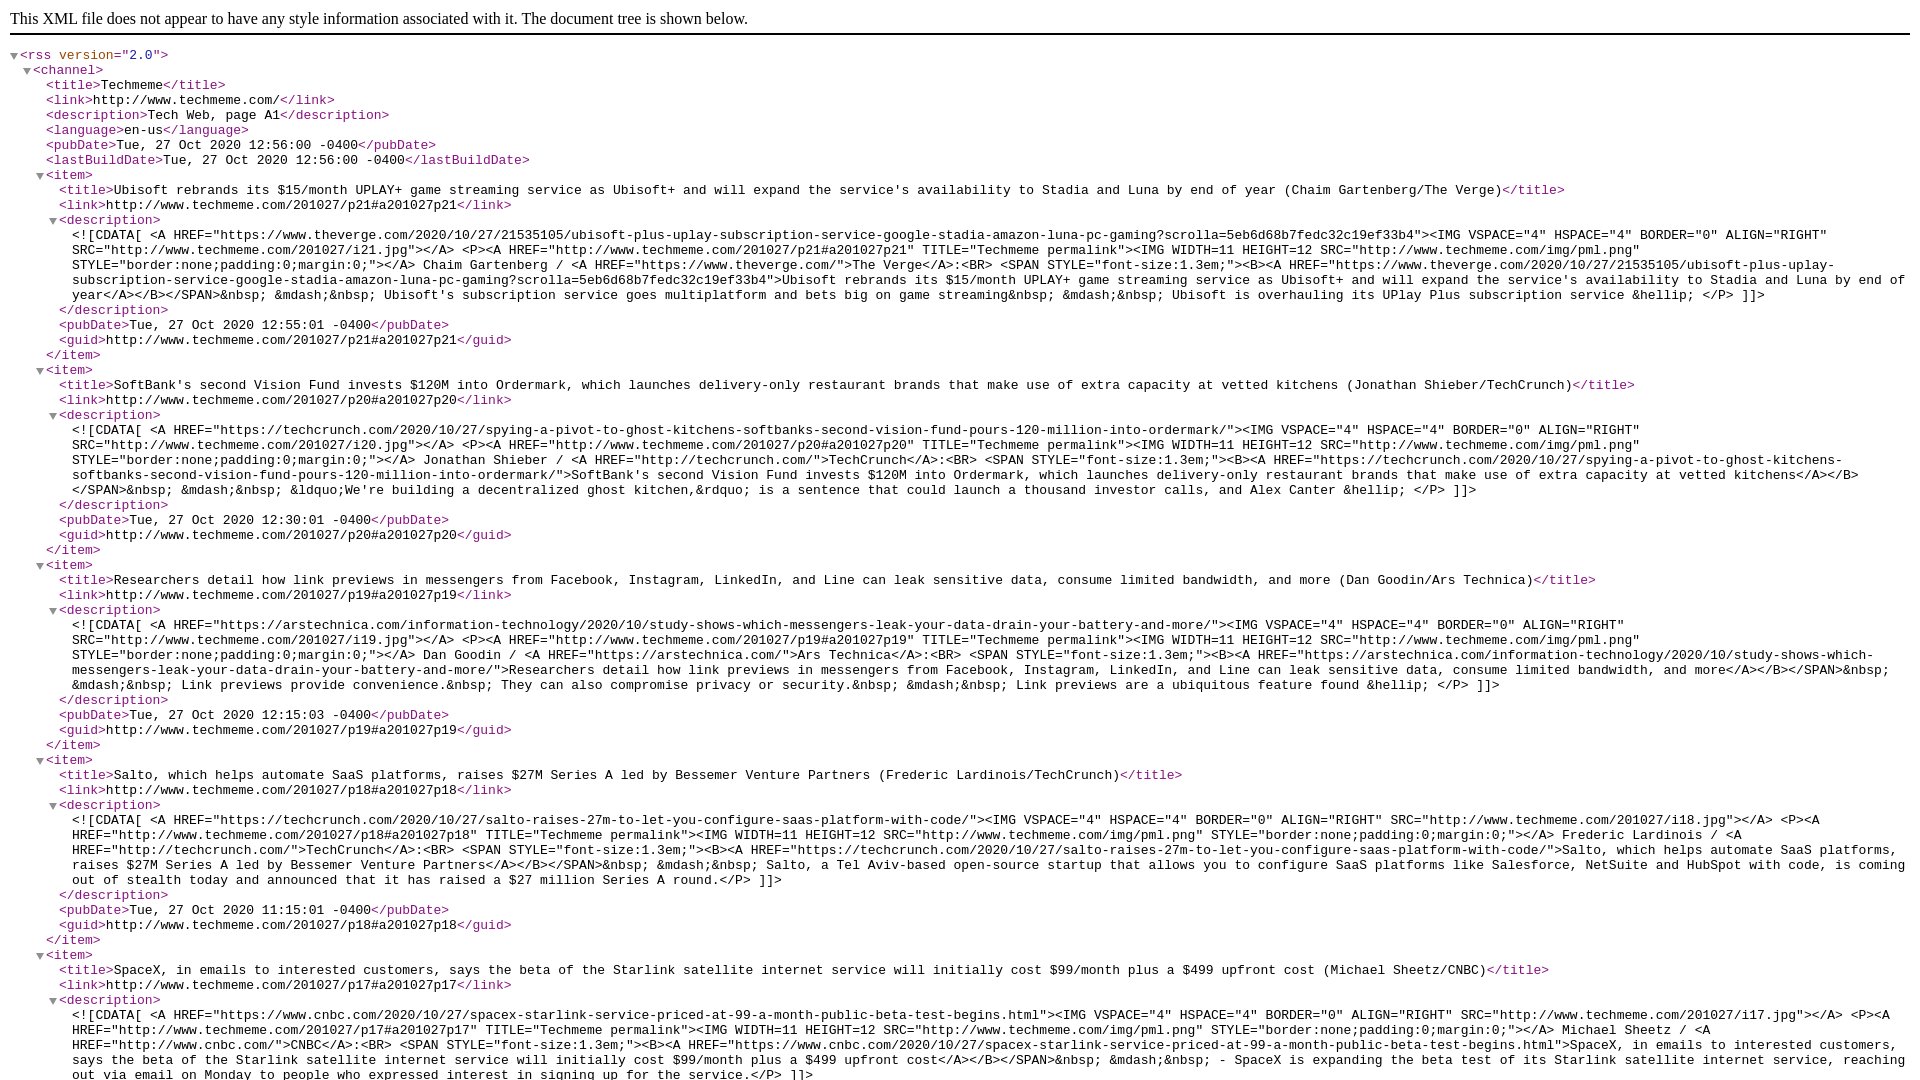 This XML file does not appear to have any style information associated with it. The document tree is shown below.
<rss version="2.0">
<channel>
<title>Techmeme</title>
<link>http://www.techmeme.com/</link>
<description>Tech Web, page A1</description>
<language>en-us</language>
<pubDate>Tue, 27 Oct 2020 12:56:00 -0400</pubDate>
<lastBuildDate>Tue, 27 Oct 2020 12:56:00 -0400</lastBuildDate>
<item>
<title>Ubisoft rebrands its $15/month UPLAY+ game streaming service as Ubisoft+ and will expand the service's availability to Stadia and Luna by end of year (Chaim Gartenberg/The Verge)</title>
<link>http://www.techmeme.com/201027/p21#a201027p21</link>
<description>
<![CDATA[ <A HREF="https://www.theverge.com/2020/10/27/21535105/ubisoft-plus-uplay-subscription-service-google-stadia-amazon-luna-pc-gaming?scrolla=5eb6d68b7fedc32c19ef33b4"><IMG VSPACE="4" HSPACE="4" BORDER="0" ALIGN="RIGHT"
SRC="http://www.techmeme.com/201027/i21.jpg"></A> <P><A HREF="http://www.techmeme.com/201027/p21#a201027p21" TITLE="Techmeme permalink"><IMG WIDTH=11 HEIGHT=12 SRC="http://www.techmeme.com/img/pml.png"
STYLE="border:none;padding:0;margin:0;"></A> Chaim Gartenberg / <A HREF="https://www.theverge.com/">The Verge</A>:<BR> <SPAN STYLE="font-size:1.3em;"><B><A HREF="https://www.theverge.com/2020/10/27/21535105/ubisoft-plus-uplay-
subscription-service-google-stadia-amazon-luna-pc-gaming?scrolla=5eb6d68b7fedc32c19ef33b4">Ubisoft rebrands its $15/month UPLAY+ game streaming service as Ubisoft+ and will expand the service's availability to Stadia and Luna by end of
year</A></B></SPAN>&nbsp; &mdash;&nbsp; Ubisoft's subscription service goes multiplatform and bets big on game streaming&nbsp; &mdash;&nbsp; Ubisoft is overhauling its UPlay Plus subscription service &hellip; </P> ]]>
</description>
<pubDate>Tue, 27 Oct 2020 12:55:01 -0400</pubDate>
<guid>http://www.techmeme.com/201027/p21#a201027p21</guid>
</item>
<item>
<title>SoftBank's second Vision Fund invests $120M into Ordermark, which launches delivery-only restaurant brands that make use of extra capacity at vetted kitchens (Jonathan Shieber/TechCrunch)</title>
<link>http://www.techmeme.com/201027/p20#a201027p20</link>
<description>
<![CDATA[ <A HREF="https://techcrunch.com/2020/10/27/spying-a-pivot-to-ghost-kitchens-softbanks-second-vision-fund-pours-120-million-into-ordermark/"><IMG VSPACE="4" HSPACE="4" BORDER="0" ALIGN="RIGHT"
SRC="http://www.techmeme.com/201027/i20.jpg"></A> <P><A HREF="http://www.techmeme.com/201027/p20#a201027p20" TITLE="Techmeme permalink"><IMG WIDTH=11 HEIGHT=12 SRC="http://www.techmeme.com/img/pml.png"
STYLE="border:none;padding:0;margin:0;"></A> Jonathan Shieber / <A HREF="http://techcrunch.com/">TechCrunch</A>:<BR> <SPAN STYLE="font-size:1.3em;"><B><A HREF="https://techcrunch.com/2020/10/27/spying-a-pivot-to-ghost-kitchens-
softbanks-second-vision-fund-pours-120-million-into-ordermark/">SoftBank's second Vision Fund invests $120M into Ordermark, which launches delivery-only restaurant brands that make use of extra capacity at vetted kitchens</A></B>
</SPAN>&nbsp; &mdash;&nbsp; &ldquo;We're building a decentralized ghost kitchen,&rdquo; is a sentence that could launch a thousand investor calls, and Alex Canter &hellip; </P> ]]>
</description>
<pubDate>Tue, 27 Oct 2020 12:30:01 -0400</pubDate>
<guid>http://www.techmeme.com/201027/p20#a201027p20</guid>
</item>
<item>
<title>Researchers detail how link previews in messengers from Facebook, Instagram, LinkedIn, and Line can leak sensitive data, consume limited bandwidth, and more (Dan Goodin/Ars Technica)</title>
<link>http://www.techmeme.com/201027/p19#a201027p19</link>
<description>
<![CDATA[ <A HREF="https://arstechnica.com/information-technology/2020/10/study-shows-which-messengers-leak-your-data-drain-your-battery-and-more/"><IMG VSPACE="4" HSPACE="4" BORDER="0" ALIGN="RIGHT"
SRC="http://www.techmeme.com/201027/i19.jpg"></A> <P><A HREF="http://www.techmeme.com/201027/p19#a201027p19" TITLE="Techmeme permalink"><IMG WIDTH=11 HEIGHT=12 SRC="http://www.techmeme.com/img/pml.png"
STYLE="border:none;padding:0;margin:0;"></A> Dan Goodin / <A HREF="https://arstechnica.com/">Ars Technica</A>:<BR> <SPAN STYLE="font-size:1.3em;"><B><A HREF="https://arstechnica.com/information-technology/2020/10/study-shows-which-
messengers-leak-your-data-drain-your-battery-and-more/">Researchers detail how link previews in messengers from Facebook, Instagram, LinkedIn, and Line can leak sensitive data, consume limited bandwidth, and more</A></B></SPAN>&nbsp;
&mdash;&nbsp; Link previews provide convenience.&nbsp; They can also compromise privacy or security.&nbsp; &mdash;&nbsp; Link previews are a ubiquitous feature found &hellip; </P> ]]>
</description>
<pubDate>Tue, 27 Oct 2020 12:15:03 -0400</pubDate>
<guid>http://www.techmeme.com/201027/p19#a201027p19</guid>
</item>
<item>
<title>Salto, which helps automate SaaS platforms, raises $27M Series A led by Bessemer Venture Partners (Frederic Lardinois/TechCrunch)</title>
<link>http://www.techmeme.com/201027/p18#a201027p18</link>
<description>
<![CDATA[ <A HREF="https://techcrunch.com/2020/10/27/salto-raises-27m-to-let-you-configure-saas-platform-with-code/"><IMG VSPACE="4" HSPACE="4" BORDER="0" ALIGN="RIGHT" SRC="http://www.techmeme.com/201027/i18.jpg"></A> <P><A
HREF="http://www.techmeme.com/201027/p18#a201027p18" TITLE="Techmeme permalink"><IMG WIDTH=11 HEIGHT=12 SRC="http://www.techmeme.com/img/pml.png" STYLE="border:none;padding:0;margin:0;"></A> Frederic Lardinois / <A
HREF="http://techcrunch.com/">TechCrunch</A>:<BR> <SPAN STYLE="font-size:1.3em;"><B><A HREF="https://techcrunch.com/2020/10/27/salto-raises-27m-to-let-you-configure-saas-platform-with-code/">Salto, which helps automate SaaS platforms,
raises $27M Series A led by Bessemer Venture Partners</A></B></SPAN>&nbsp; &mdash;&nbsp; Salto, a Tel Aviv-based open-source startup that allows you to configure SaaS platforms like Salesforce, NetSuite and HubSpot with code, is coming
out of stealth today and announced that it has raised a $27 million Series A round.</P> ]]>
</description>
<pubDate>Tue, 27 Oct 2020 11:15:01 -0400</pubDate>
<guid>http://www.techmeme.com/201027/p18#a201027p18</guid>
</item>
<item>
<title>SpaceX, in emails to interested customers, says the beta of the Starlink satellite internet service will initially cost $99/month plus a $499 upfront cost (Michael Sheetz/CNBC)</title>
<link>http://www.techmeme.com/201027/p17#a201027p17</link>
<description>
<![CDATA[ <A HREF="https://www.cnbc.com/2020/10/27/spacex-starlink-service-priced-at-99-a-month-public-beta-test-begins.html"><IMG VSPACE="4" HSPACE="4" BORDER="0" ALIGN="RIGHT" SRC="http://www.techmeme.com/201027/i17.jpg"></A> <P><A
HREF="http://www.techmeme.com/201027/p17#a201027p17" TITLE="Techmeme permalink"><IMG WIDTH=11 HEIGHT=12 SRC="http://www.techmeme.com/img/pml.png" STYLE="border:none;padding:0;margin:0;"></A> Michael Sheetz / <A
HREF="http://www.cnbc.com/">CNBC</A>:<BR> <SPAN STYLE="font-size:1.3em;"><B><A HREF="https://www.cnbc.com/2020/10/27/spacex-starlink-service-priced-at-99-a-month-public-beta-test-begins.html">SpaceX, in emails to interested customers,
says the beta of the Starlink satellite internet service will initially cost $99/month plus a $499 upfront cost</A></B></SPAN>&nbsp; &mdash;&nbsp; - SpaceX is expanding the beta test of its Starlink satellite internet service, reaching
out via email on Monday to people who expressed interest in signing up for the service.</P> ]]>